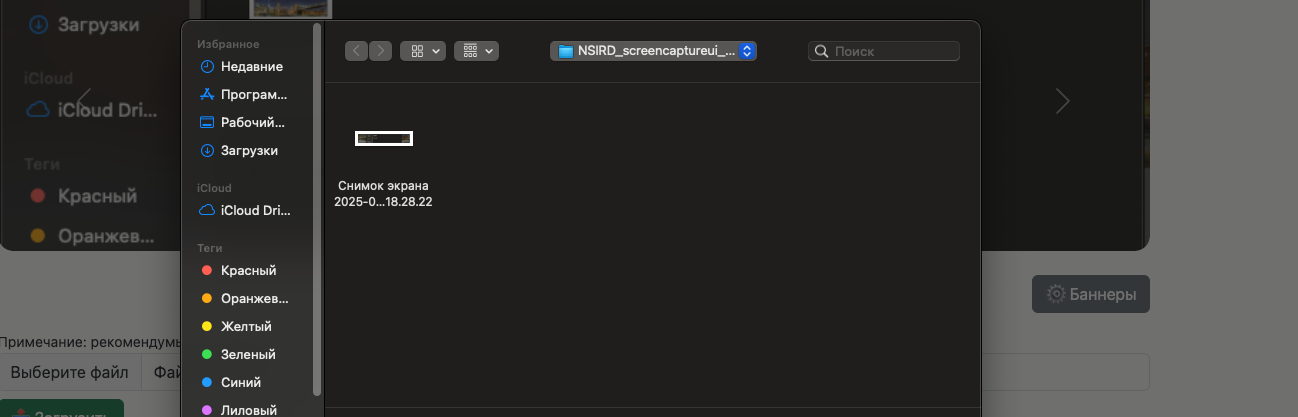 Загрузки
iCloud
iCloud Dri...
Теги
Красный
Оранжев...
Избранное
Недавние
Програм...
Рабочий...
Загрузки
iCloud
iCloud Dri...
Теги
Красный
Оранжев...
Желтый
Зеленый
Синий
Лиловый
NSIRD_screencaptureui_...
Поиск
Снимок экрана
2025-0...18.28.22
Баннеры
Примечание: рекомендумы
Выберите файл
Фай
Загрузить